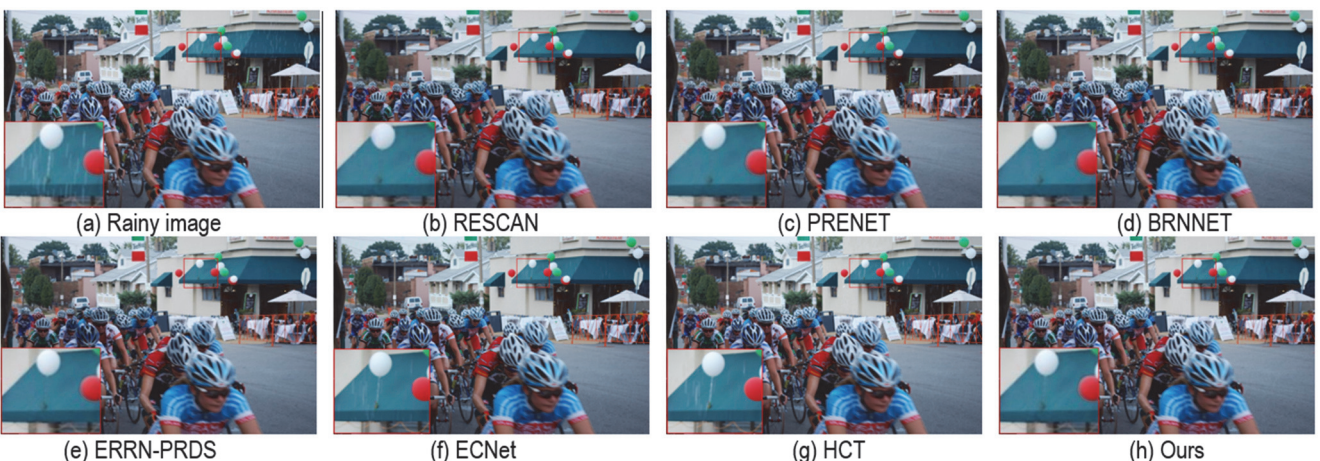 (a) Rainy image
(b) RESCAN
(c) PRENET
(d) BRNNET
(e) ERRN-PRDS
(f) ECNet
(g) HCT
(h) Ours